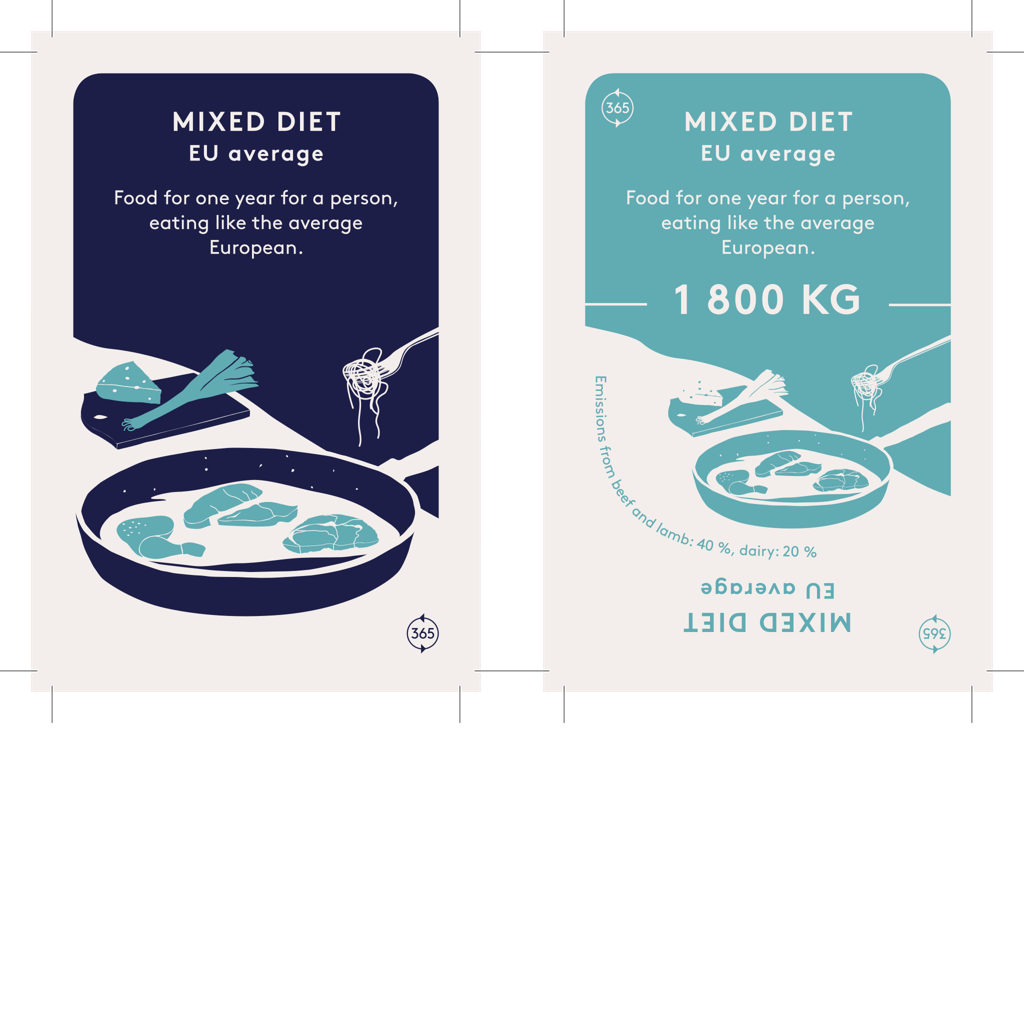 MIXED DIET
EU average
Food for one year for a person,
eating like the average
European.
365
365
MIXED DIET
EU average
Food for one year for a person,
eating like the average
European.
1 800 KG
Emissions from beef and lamb: 40 %, dairy: 20 %
MIXED DIET
EU average
365